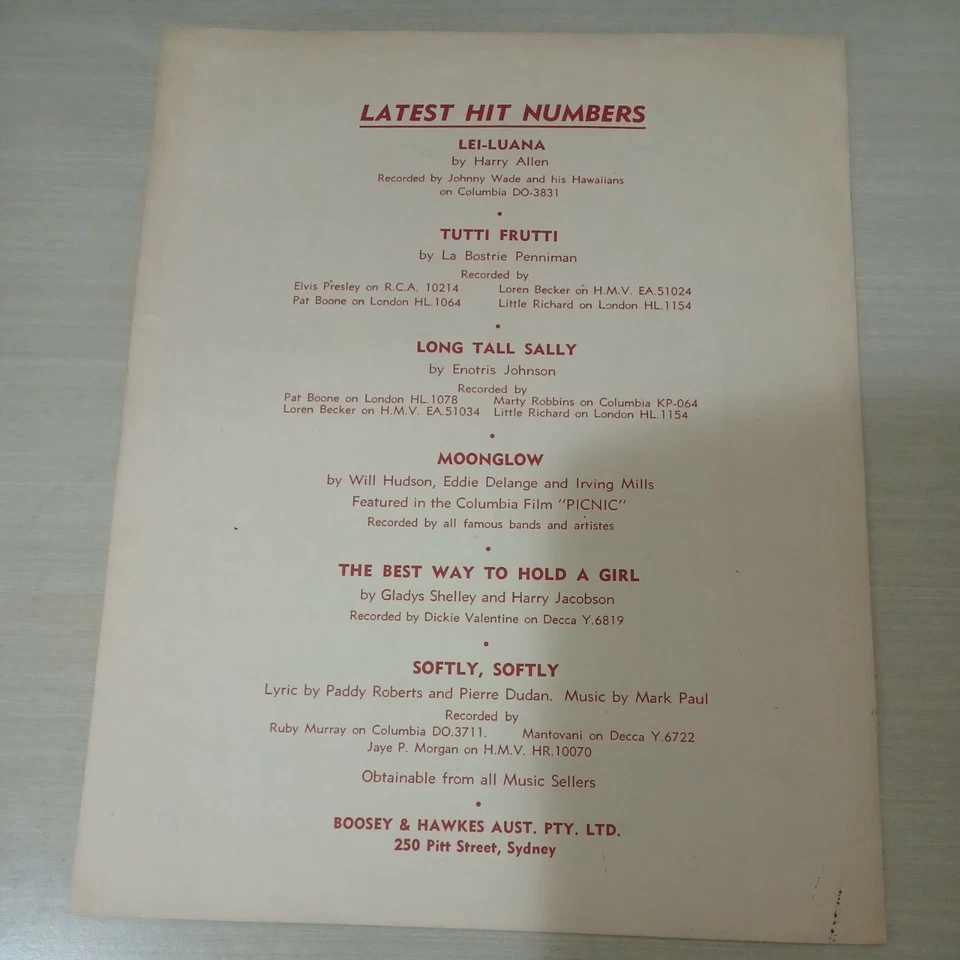 LATEST HIT NUMBERS
LEI-LUANA
by Harry Allen
Recorded by Johnny Wade and his Hawaiians
on Columbia DO-3831
•
TUTTI FRUTTI
by La Bostrie Penniman
Recorded by
Elvis Presley on R.C.A. 10214 Loren Becker on H.M.V. EA.51024
Pat Boone on London HL.1064 Little Richard on London HL.1154
•
LONG TALL SALLY
by Enotris Johnson
Recorded by
Pat Boone on London HL.1078 Marty Robbins on Columbia KP-064
Loren Becker on H.M.V. EA.51034 Little Richard on London HL.1154
•
MOONGLOW
by Will Hudson, Eddie Delange and Irving Mills
Featured in the Columbia Film "PICNIC"
Recorded by all famous bands and artistes
•
THE BEST WAY TO HOLD A GIRL
by Gladys Shelley and Harry Jacobson
Recorded by Dickie Valentine on Decca Y.6819
•
SOFTLY, SOFTLY
Lyric by Paddy Roberts and Pierre Dudan. Music by Mark Paul
Recorded by
Ruby Murray on Columbia DO.3711. Mantovani on Decca Y.6722
Jaye P. Morgan on H.M.V. HR.10070
Obtainable from all Music Sellers
•
BOOSEY & HAWKES AUST. PTY. LTD.
250 Pitt Street, Sydney